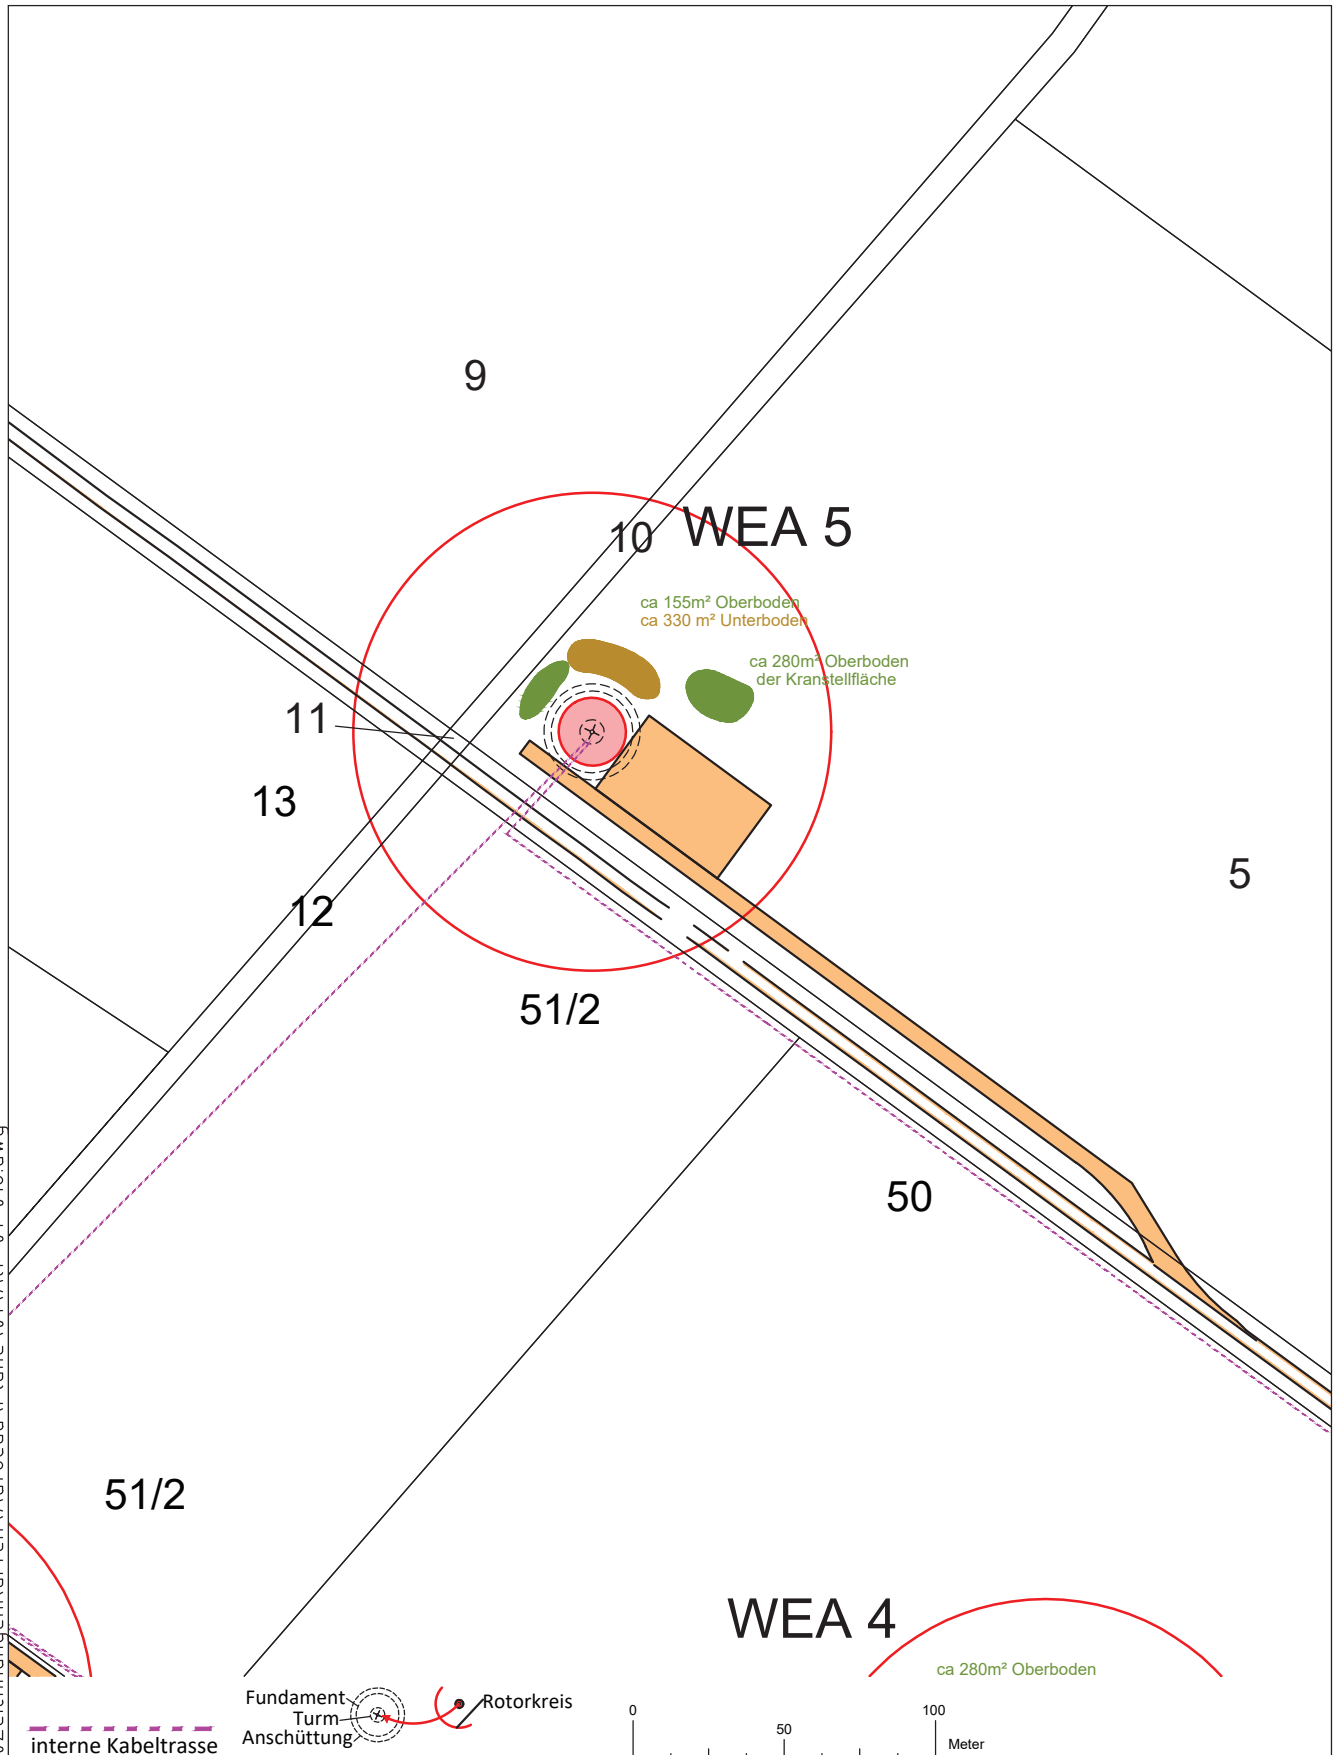 9
10
WEA 5
ca 155m² Oberboden
ca 330 m² Unterboden
ca 280m² Oberboden
der Kranstellfläche
11
13
5
12
51/2
50
51/2
WEA 4
ca 280m² Oberboden
Fundament
Turm
Anschüttung
Rotorkreis
interne Kabeltrasse
0
50
100
Meter